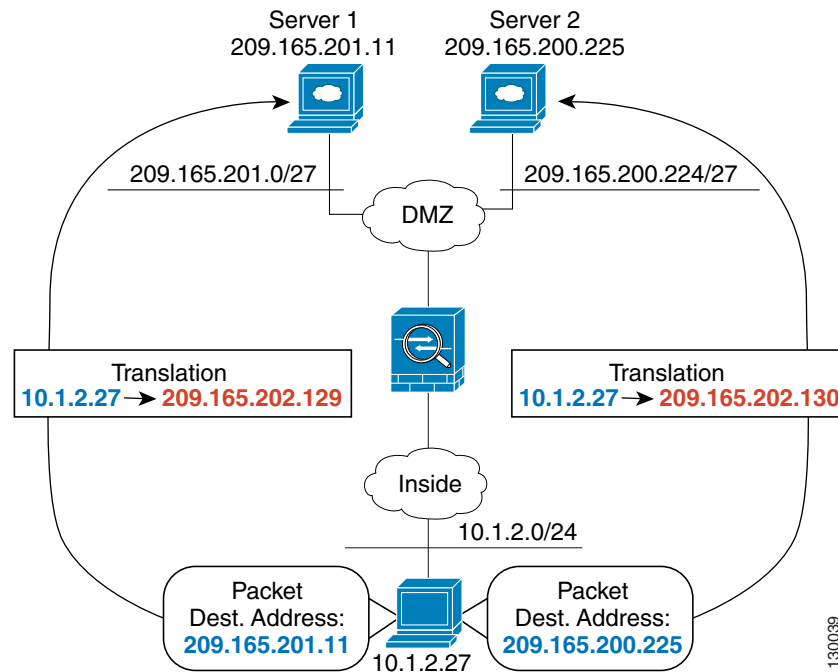 Server 1
209.165.201.11
Server 2
209.165.200.225
209.165.201.0/27
209.165.200.224/27
DMZ
Translation
10.1.2.27 209.165.202.129
Translation
10.1.2.27 209.165.202.130
Inside
10.1.2.0/24
Packet
Dest. Address:
209.165.201.11
Packet
Dest. Address:
209.165.200.225
10.1.2.27
130039